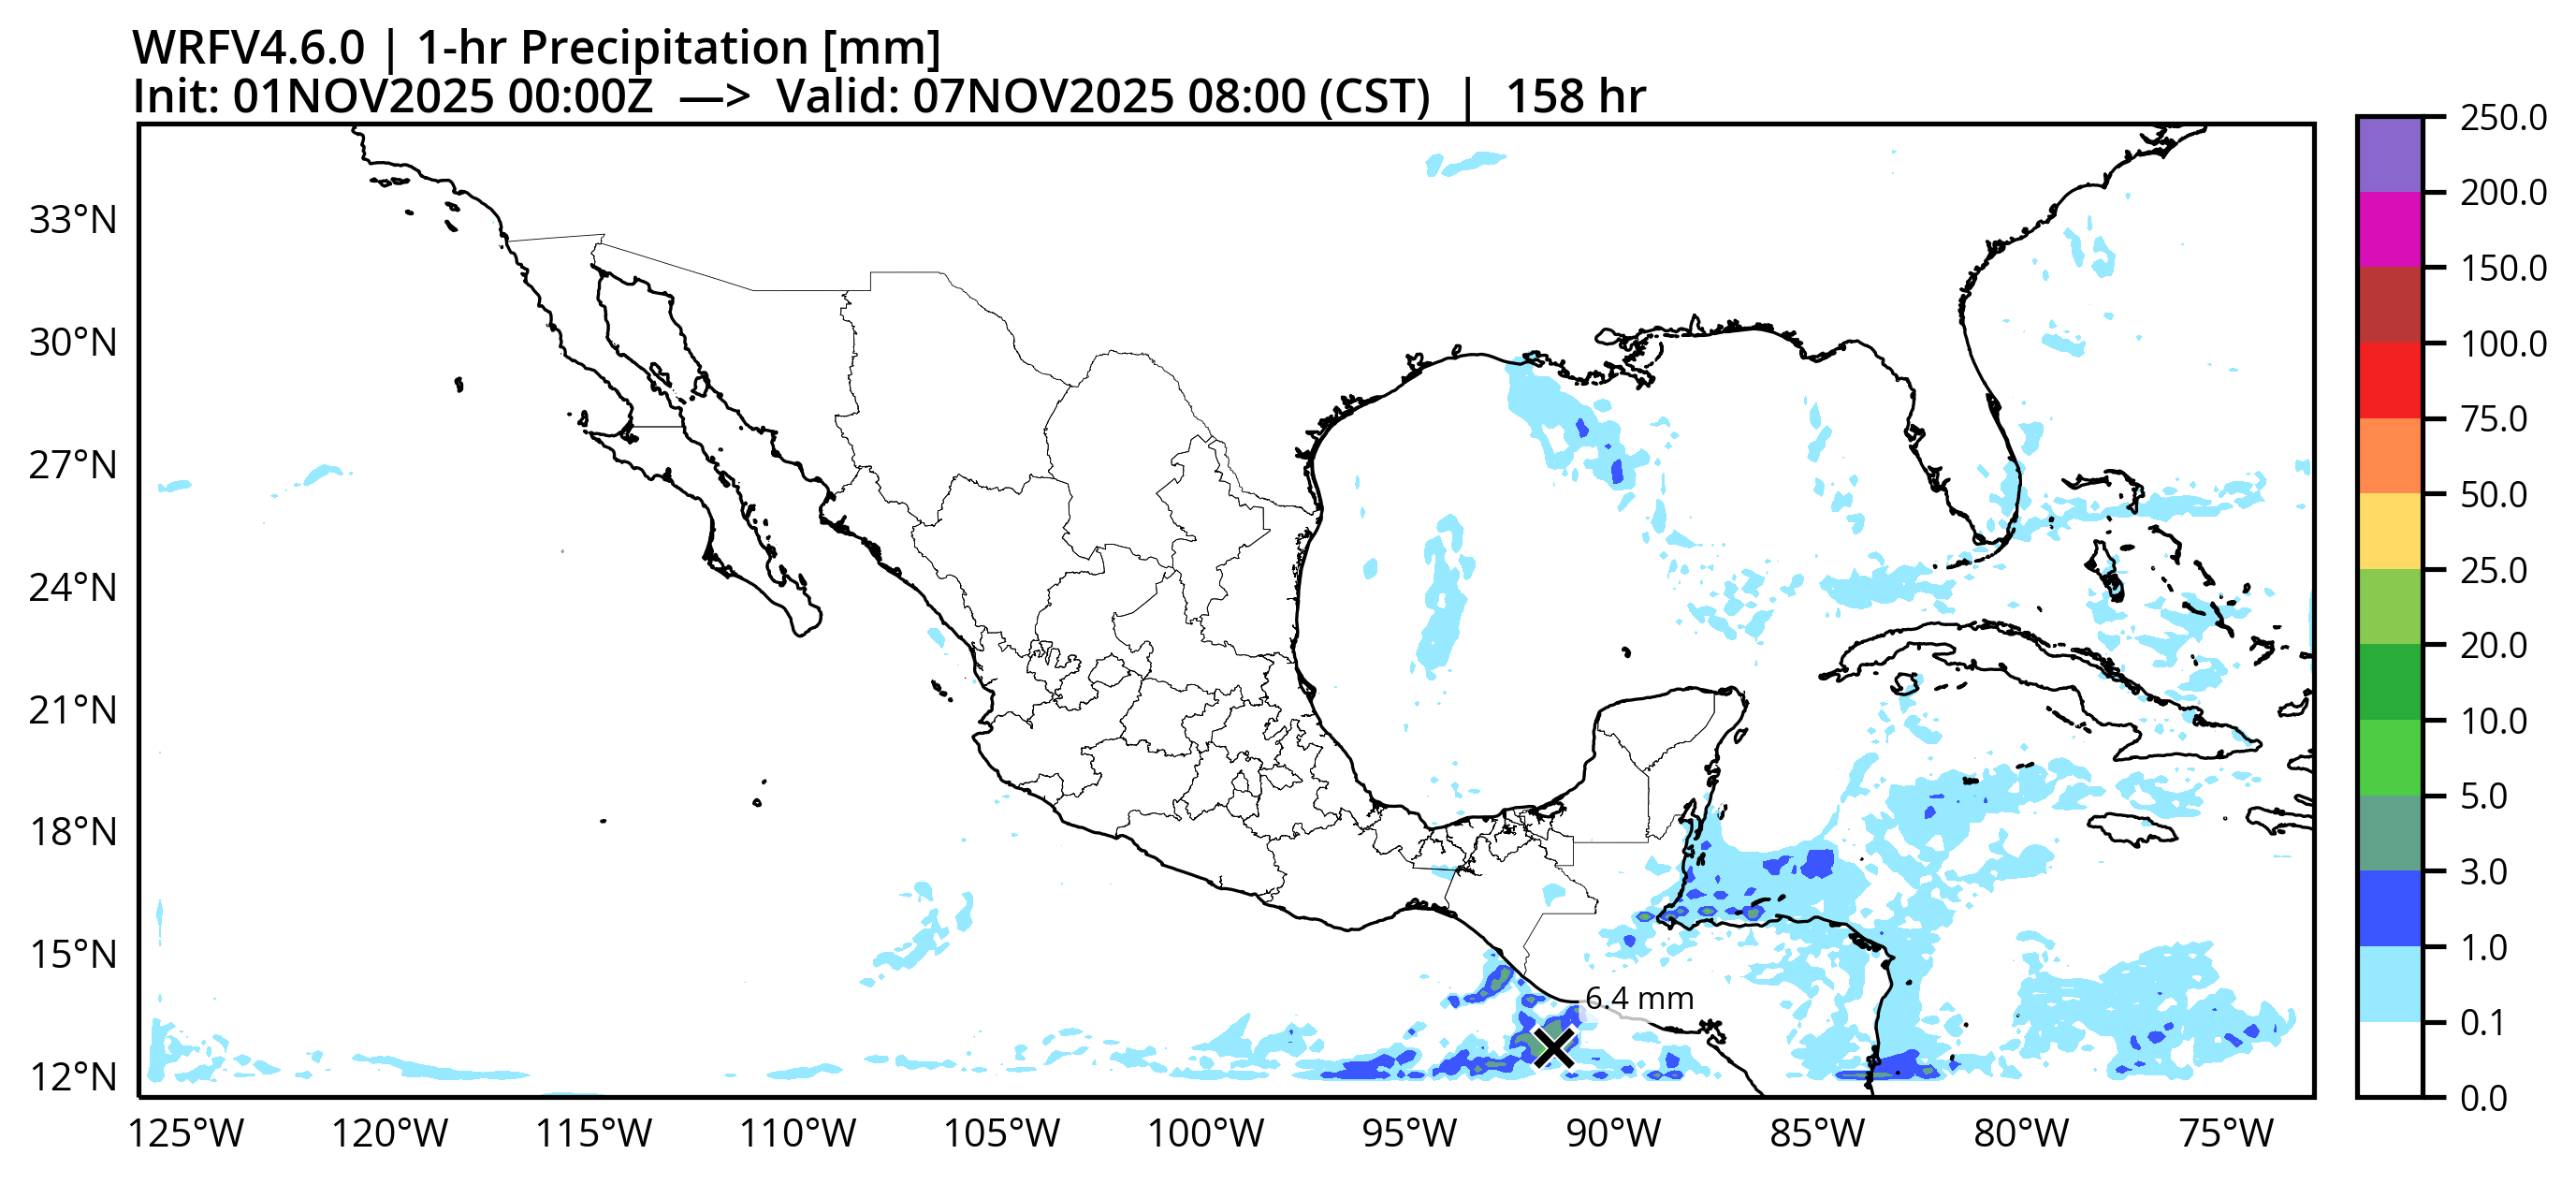 WRFV4.6.0 | 1-hr Precipitation [mm]
Init: 01NOV2025 00:00Z —> Valid: 07NOV2025 08:00 (CST) | 158 hr
250.0
200.0
150.0
100.0
75.0
50.0
25.0
20.0
10.0
5.0
3.0
1.0
0.1
0.0
33°N
30°N
27°N
24°N
21°N
18°N
15°N
12°N
6.4 mm
125°W 120°W 115°W 110°W 105°W 100°W 95°W 90°W 85°W 80°W 75°W